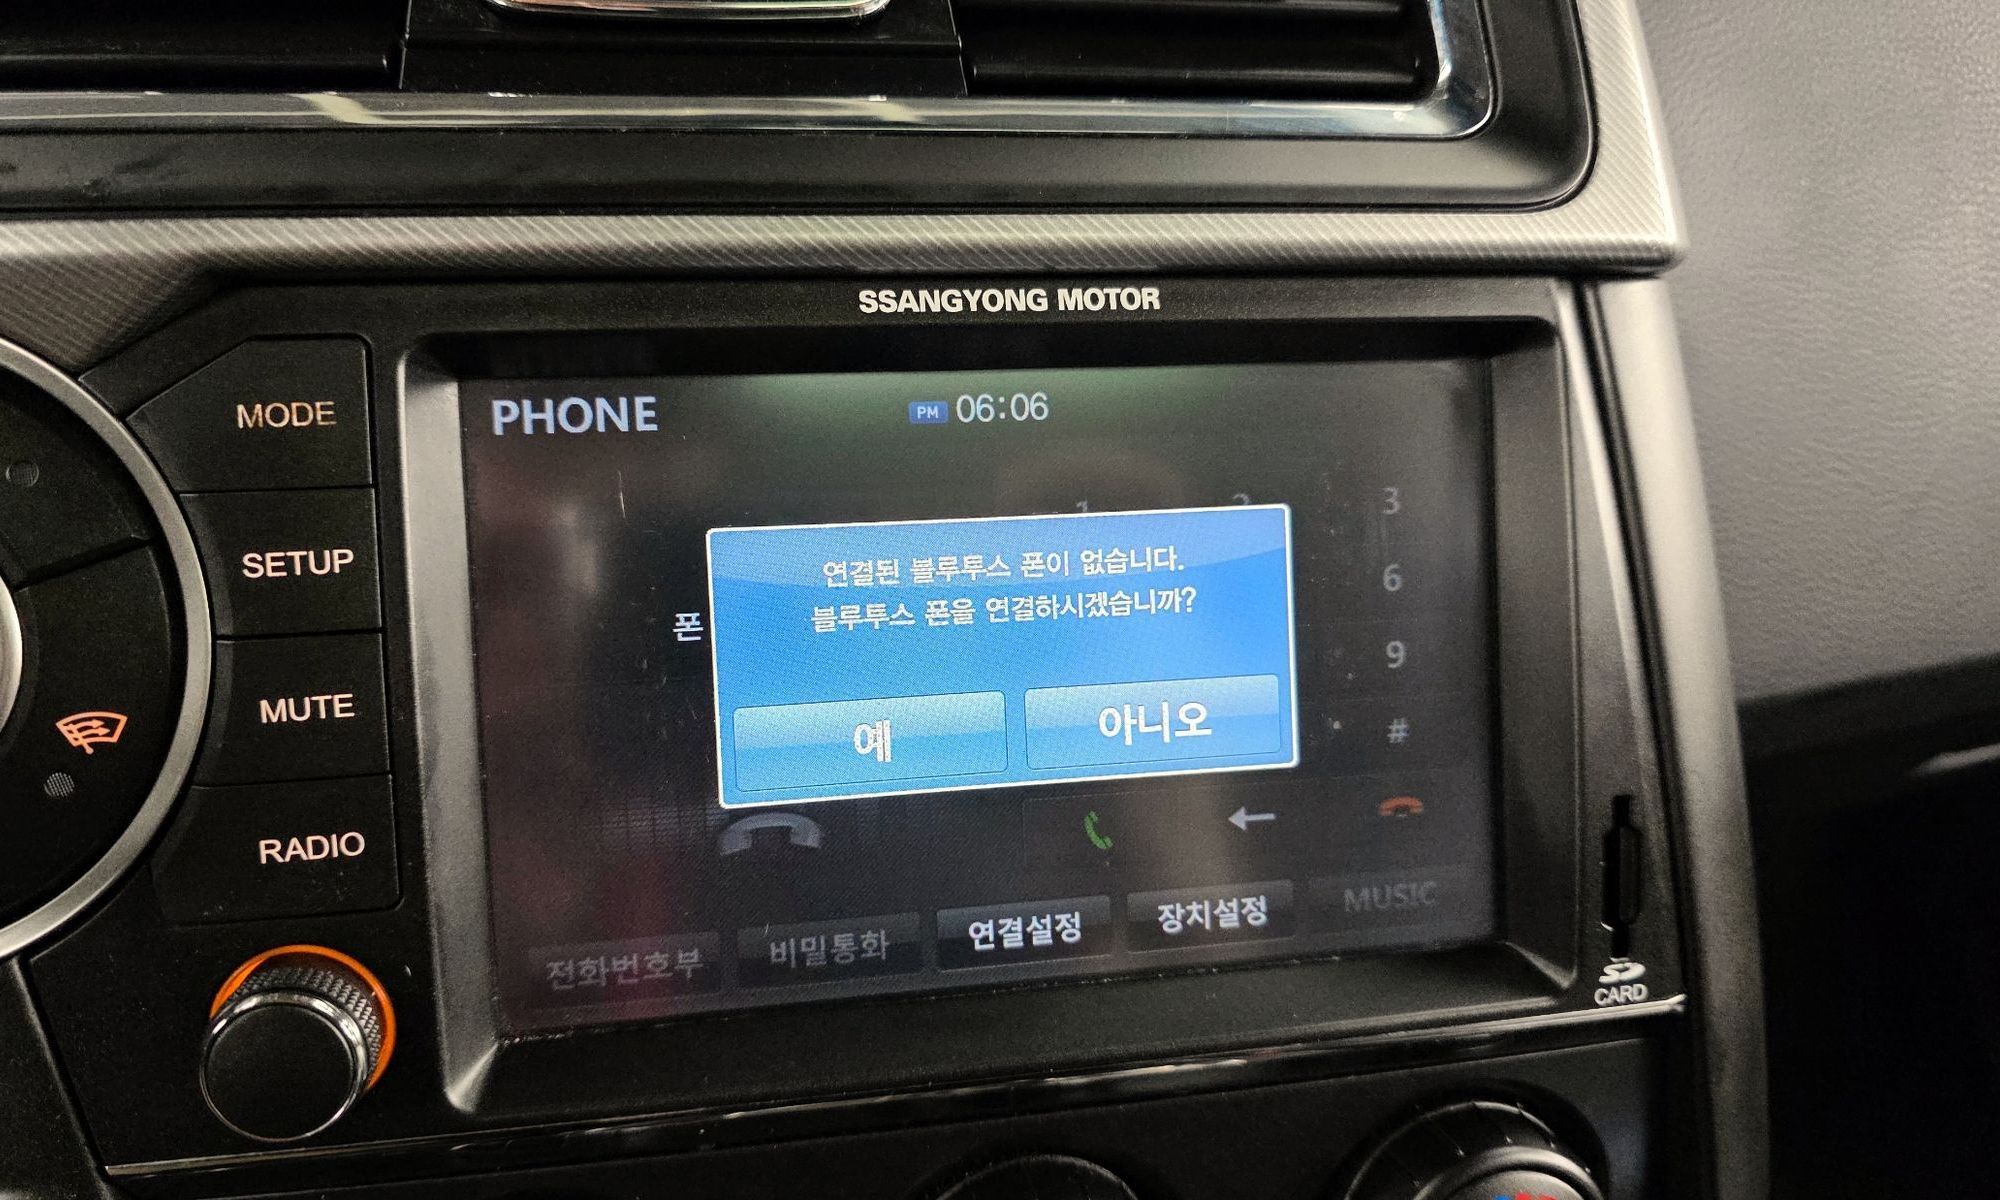 SSANGYONG MOTOR
MODE
SETUP
MUTE
RADIO
PHONE
PM 06:06
1 2 3
6
9
#
폰
연결된 블루투스 폰이 없습니다.
블루투스 폰을 연결하시겠습니까?
예 아니오
전화번호부 비밀통화 연결설정 장치설정 MUSIC
SD
CARD